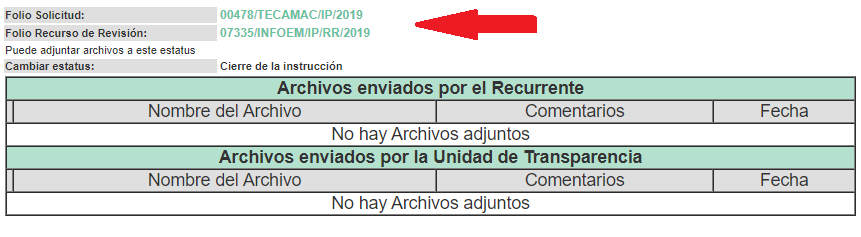 Folio Solicitud: 00478/TECAMAC/IP/2019
Folio Recurso de Revisión: 07335/INFOEM/IP/RR/2019
Puede adjuntar archivos a este estatus
Cambiar estatus: Cierre de la instrucción
Archivos enviados por el Recurrente
Nombre del Archivo Comentarios Fecha
No hay Archivos adjuntos
Archivos enviados por la Unidad de Transparencia
Nombre del Archivo Comentarios Fecha
No hay Archivos adjuntos